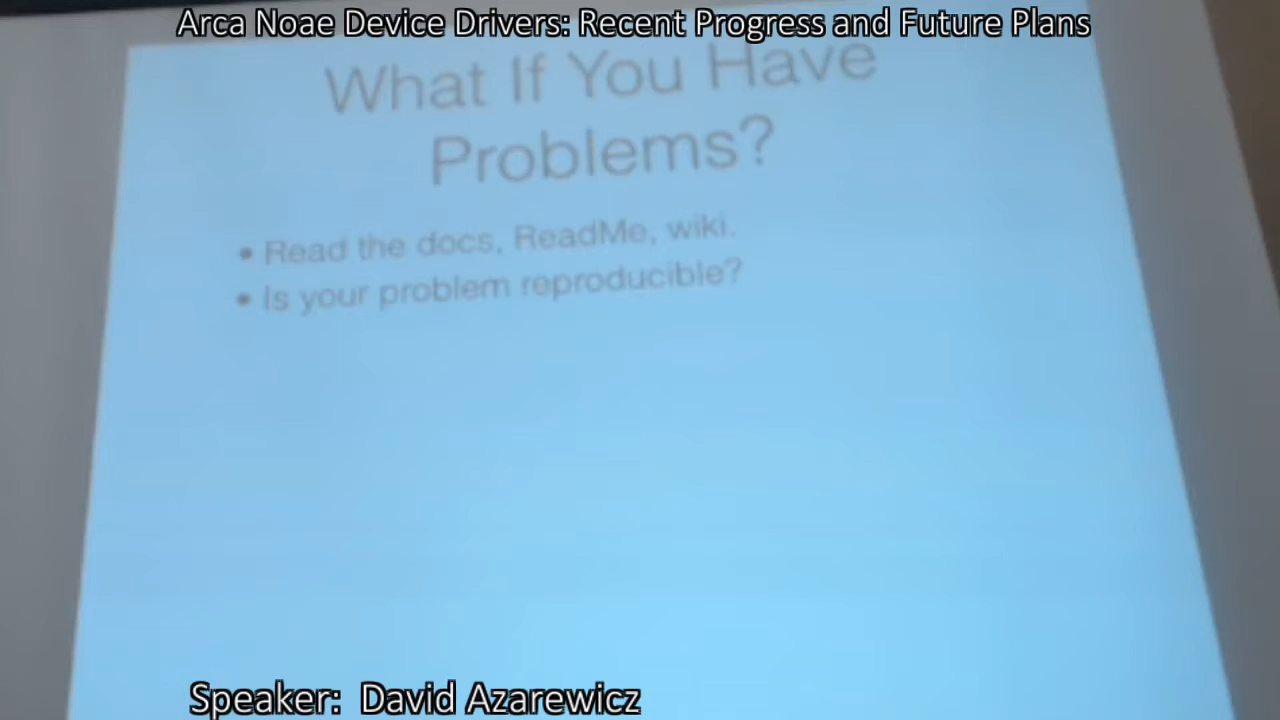 Arca Noae Device Drivers: Recent Progress and Future Plans
What If You Have
Problems?
• Read the docs, ReadMe, wiki.
• Is your problem reproducible?
Speaker: David Azarewicz